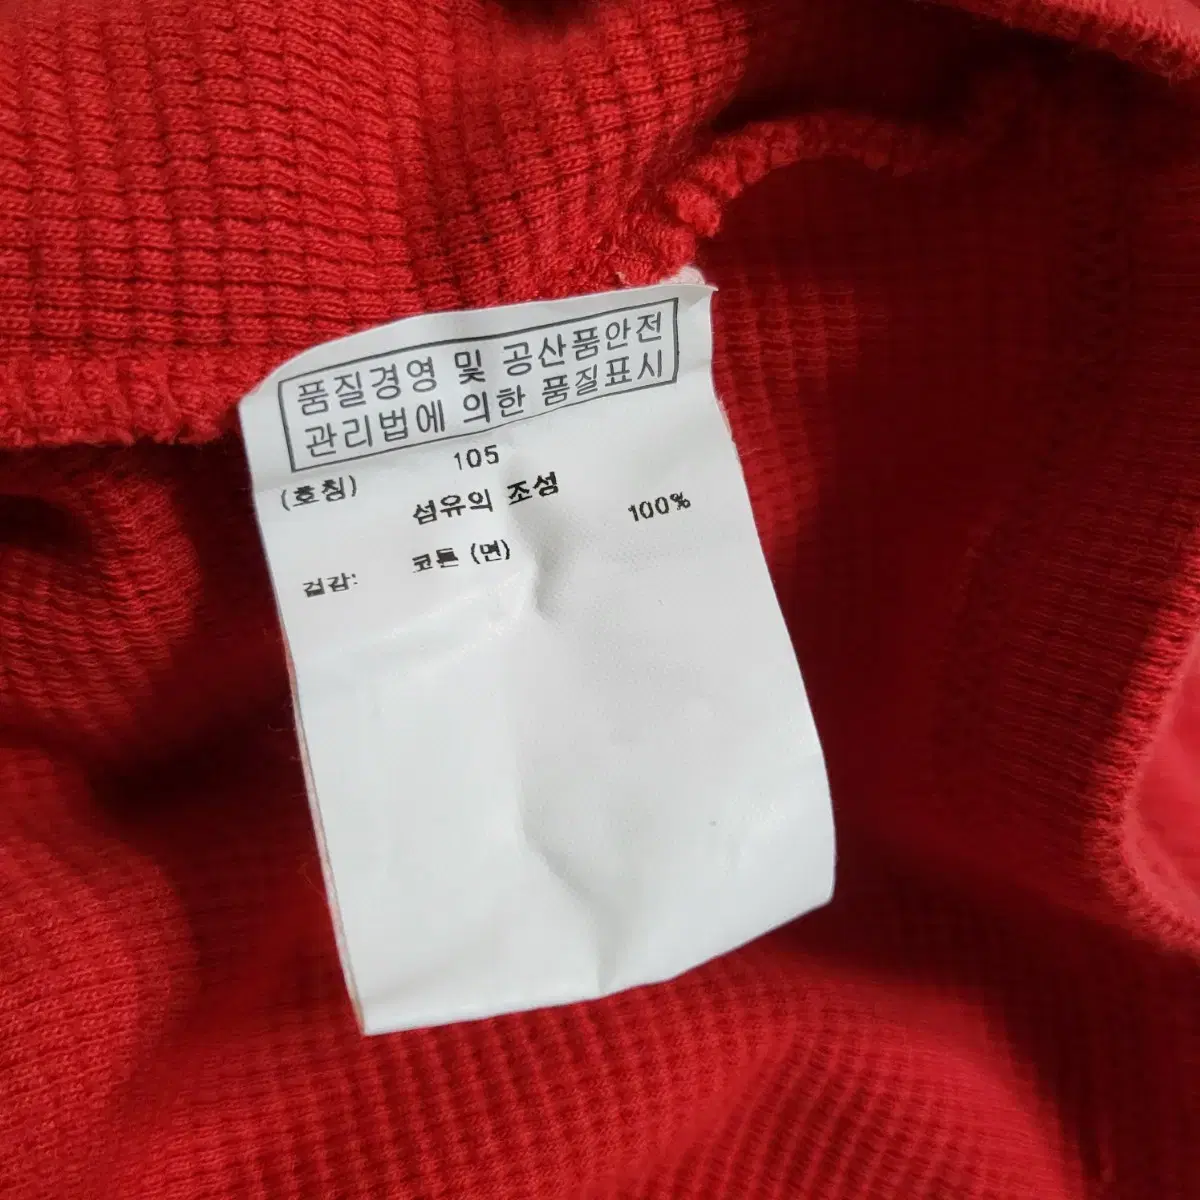 품질경영 및 공산품안전
관리법에 의한 품질표시
(호칭) 105
섬유의 조성
겉감: 코튼 (면) 100%